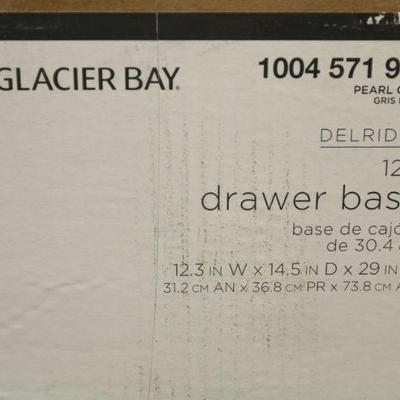 GLACIER BAY®
1004 571 9
PEARL G
GRIS
DELRID
12
drawer bas
base de cajó
de 30.4
12.3 IN W x 14.5 IN D x 29 IN
31.2 CM AN x 36.8 CM PR x 73.8 CM A